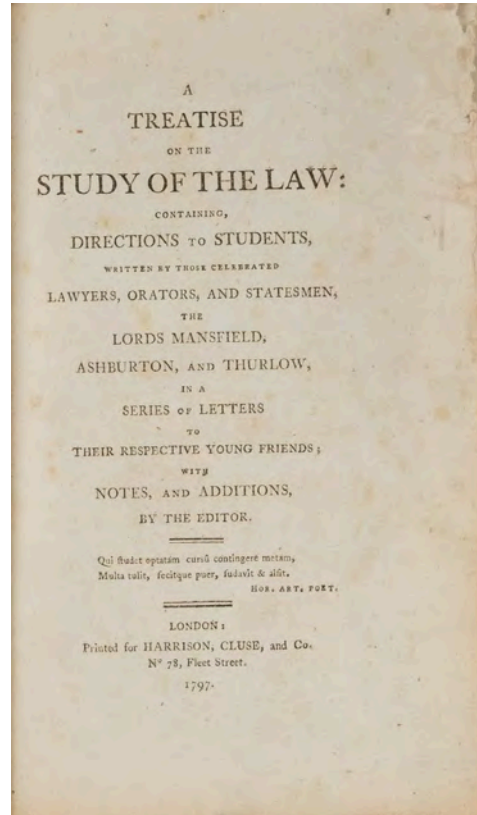 A
TREATISE
ON THE
STUDY OF THE LAW:
CONTAINING,
DIRECTIONS TO STUDENTS,
WRITTEN BY THOSE CELEBRATED
LAWYERS, ORATORS, AND STATESMEN,
THE
LORDS MANSFIELD,
ASHBURTON, AND THURLOW,
IN A
SERIES OF LETTERS
TO
THEIR RESPECTIVE YOUNG FRIENDS;
WITH
NOTES, AND ADDITIONS,
BY THE EDITOR.
Qui ſtudet optatam curſû contingere metam,
Multa tulit, fecitque puer, ſudavit & alſit.
HOR. ART. POET.
LONDON:
Printed for HARRISON, CLUSE, and Co.
Nº 78, Fleet Street.
1797.